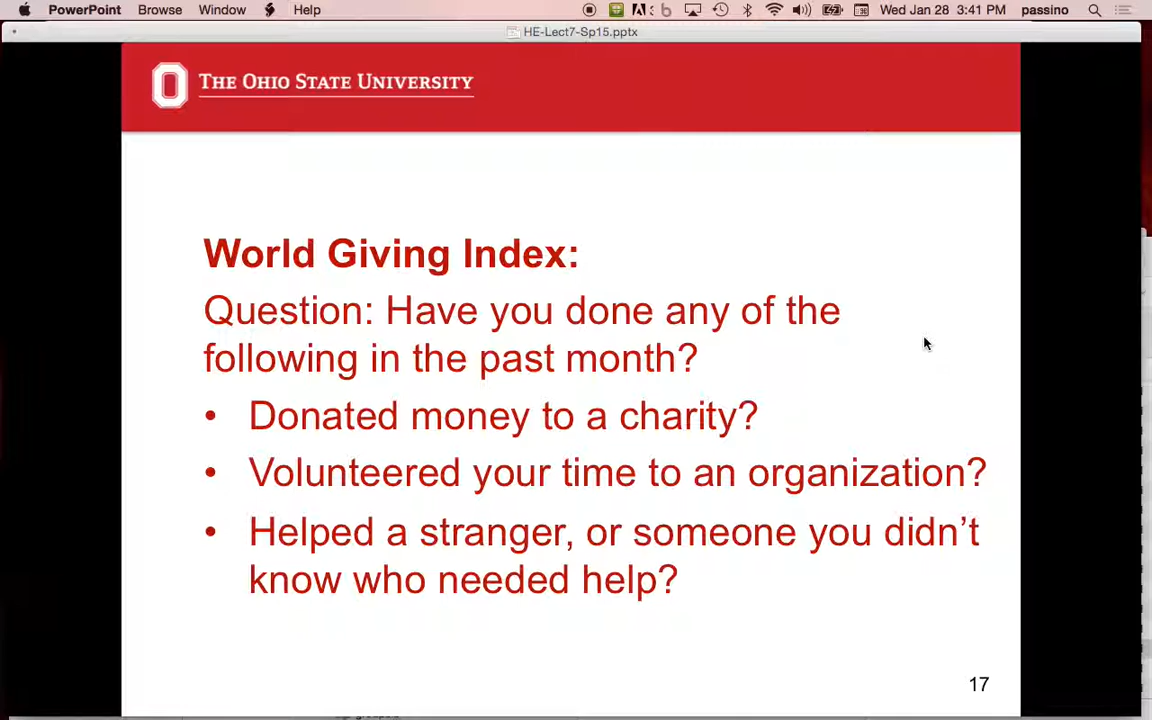 PowerPoint Browse Window Help Wed Jan 28 3:41 PM passino
HE-Lect7-Sp15.pptx
O THE OHIO STATE UNIVERSITY
World Giving Index:
Question: Have you done any of the
following in the past month?
• Donated money to a charity?
• Volunteered your time to an organization?
• Helped a stranger, or someone you didn’t
know who needed help?
17